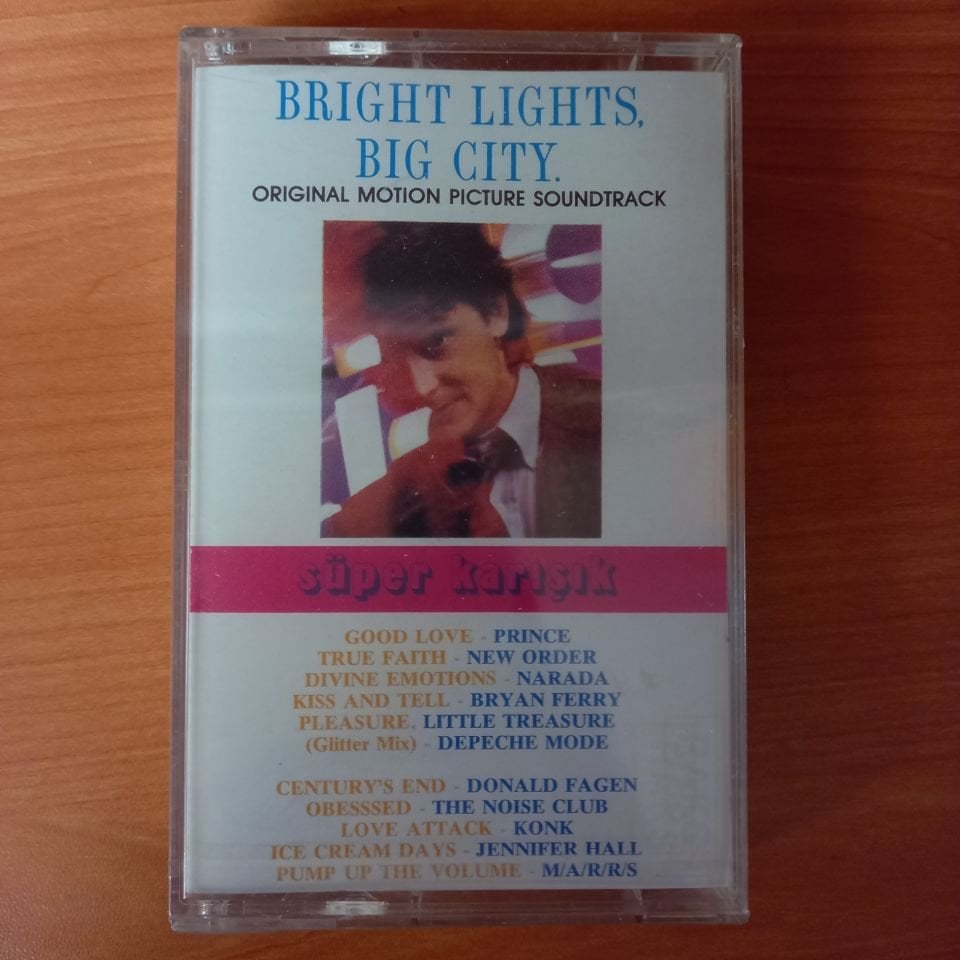 BRIGHT LIGHTS,
BIG CITY.
ORIGINAL MOTION PICTURE SOUNDTRACK
süper karışık
GOOD LOVE - PRINCE
TRUE FAITH - NEW ORDER
DIVINE EMOTIONS - NARADA
KISS AND TELL - BRYAN FERRY
PLEASURE, LITTLE TREASURE
(Glitter Mix) - DEPECHE MODE
CENTURY'S END - DONALD FAGEN
OBESSSED - THE NOISE CLUB
LOVE ATTACK - KONK
ICE CREAM DAYS - JENNIFER HALL
PUMP UP THE VOLUME - M/A/R/R/S